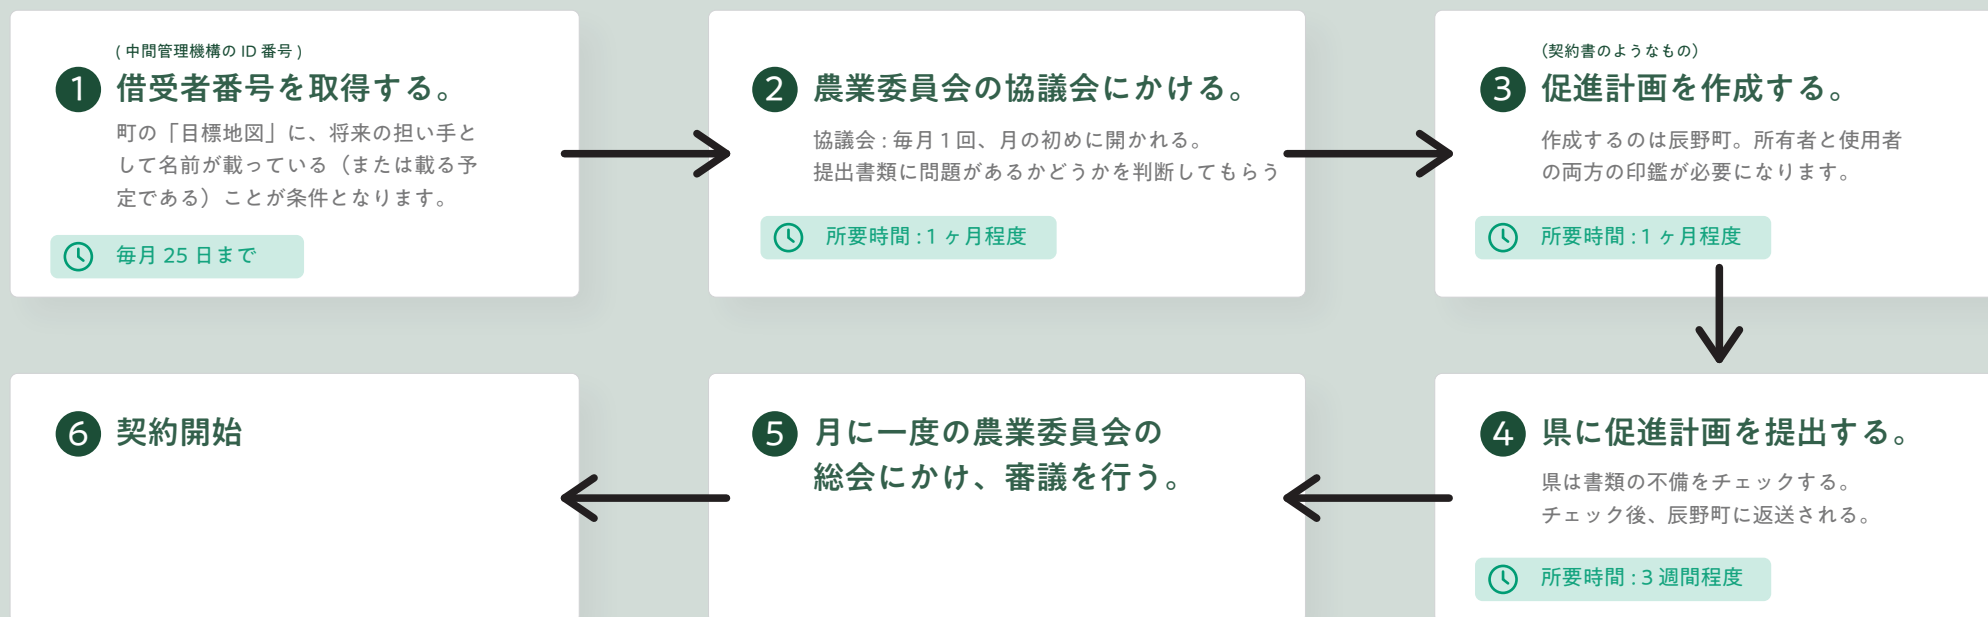 ( 中間管理機構の ID 番号 )
1 借受者番号を取得する。
町の「目標地図」に、将来の担い手と
して名前が載っている（または載る予
定である）ことが条件となります。
毎月 25 日まで
2 農業委員会の協議会にかける。
協議会 : 毎月 1 回、月の初めに開かれる。
提出書類に問題があるかどうかを判断してもらう
所要時間 : 1 ヶ月程度
（契約書のようなもの）
3 促進計画を作成する。
作成するのは辰野町。所有者と使用者
の両方の印鑑が必要になります。
所要時間 : 1 ヶ月程度
4 県に促進計画を提出する。
県は書類の不備をチェックする。
チェック後、辰野町に返送される。
所要時間 : 3 週間程度
5 月に一度の農業委員会の
総会にかけ、審議を行う。
6 契約開始